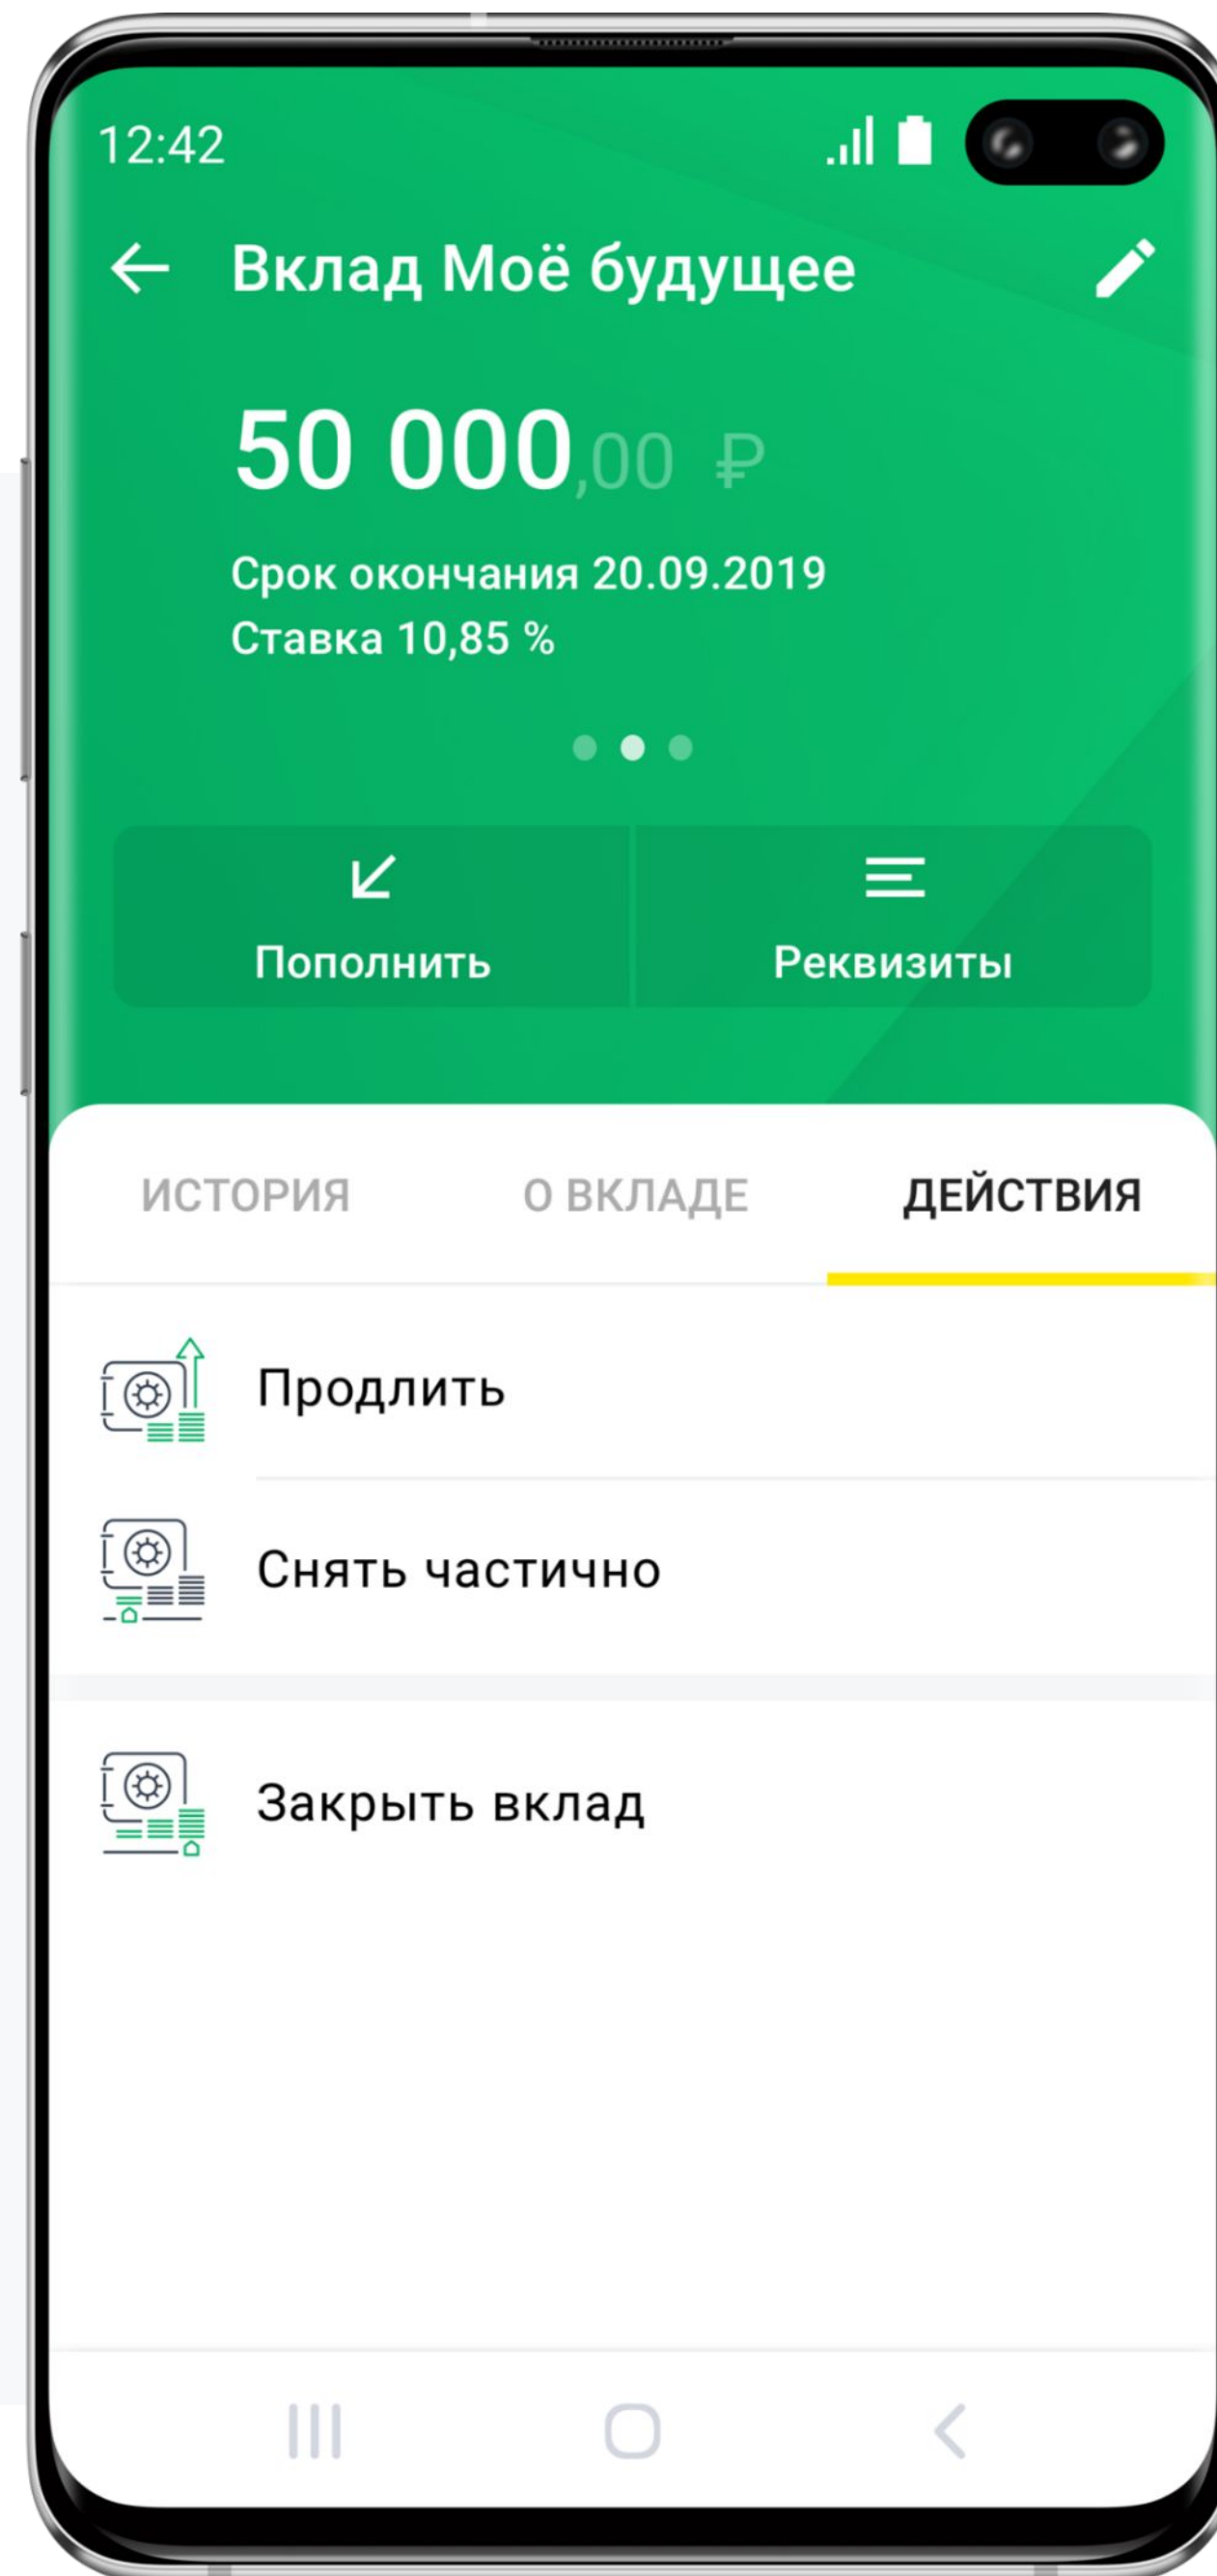 12:42
Вклад Моё будущее
50 000,00 ₽
Срок окончания 20.09.2019
Ставка 10,85 %
Пополнить
Реквизиты
ИСТОРИЯ
О ВКЛАДЕ
ДЕЙСТВИЯ
Продлить
Снять частично
Закрыть вклад